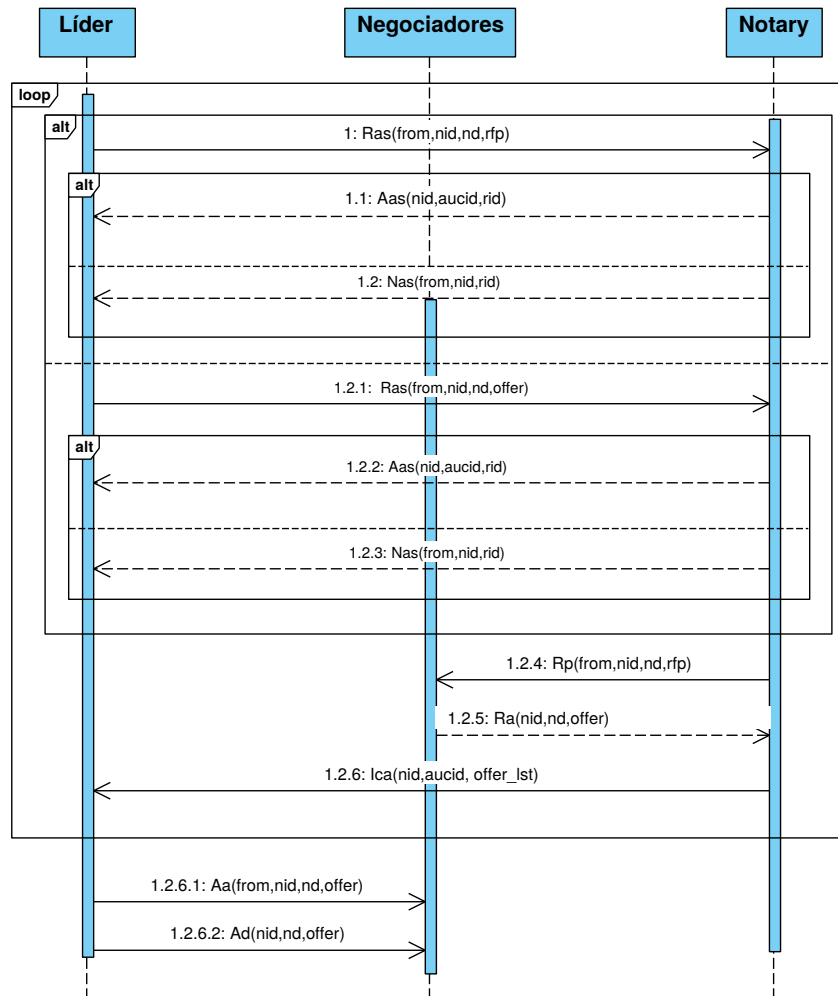 Líder
Negociadores
Notary
loop
alt
1: Ras(from,nid,nd,rfp)
alt
1.1: Aas(nid,aucid,rid)
1.2: Nas(from,nid,rid)
1.2.1: Ras(from,nid,nd,offer)
alt
1.2.2: Aas(nid,aucid,rid)
1.2.3: Nas(from,nid,rid)
1.2.4: Rp(from,nid,nd,rfp)
1.2.5: Ra(nid,nd,offer)
1.2.6: Ica(nid,aucid, offer_lst)
1.2.6.1: Aa(from,nid,nd,offer)
1.2.6.2: Ad(nid,nd,offer)